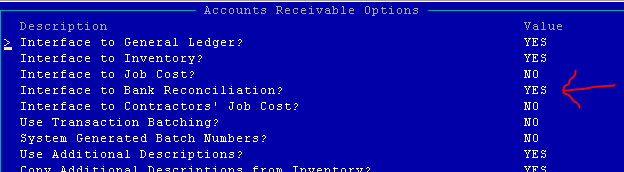 Accounts Receivable Options
Description Value
> Interface to General Ledger? YES
Interface to Inventory? YES
Interface to Job Cost? NO
Interface to Bank Reconciliation? YES
Interface to Contractors' Job Cost? NO
Use Transaction Batching? NO
System Generated Batch Numbers? NO
Use Additional Descriptions? YES
Copy Additional Descriptions from Inventory? YES